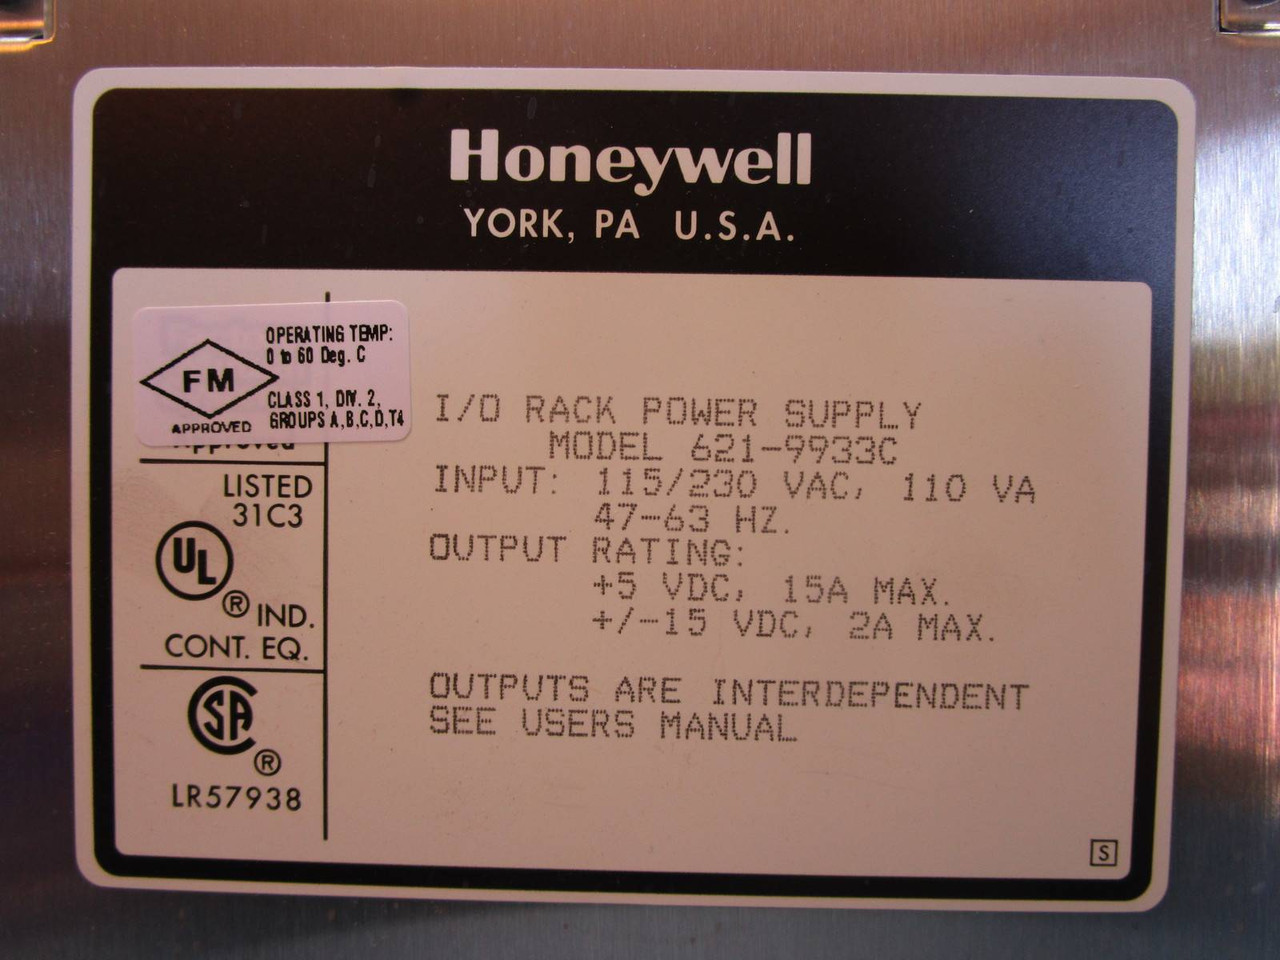 Honeywell
YORK, PA U.S.A.
OPERATING TEMP:
0 to 60 Deg. C
FM
APPROVED
CLASS 1, DIV. 2,
GROUPS A,B,C,D,T4
Approved
LISTED
31C3
UL
® IND.
CONT. EQ.
SA
®
LR57938
I/O RACK POWER SUPPLY
MODEL 621-9933C
INPUT: 115/230 VAC, 110 VA
47-63 HZ.
OUTPUT RATING:
+5 VDC, 15A MAX.
+/-15 VDC, 2A MAX.
OUTPUTS ARE INTERDEPENDENT
SEE USERS MANUAL
S